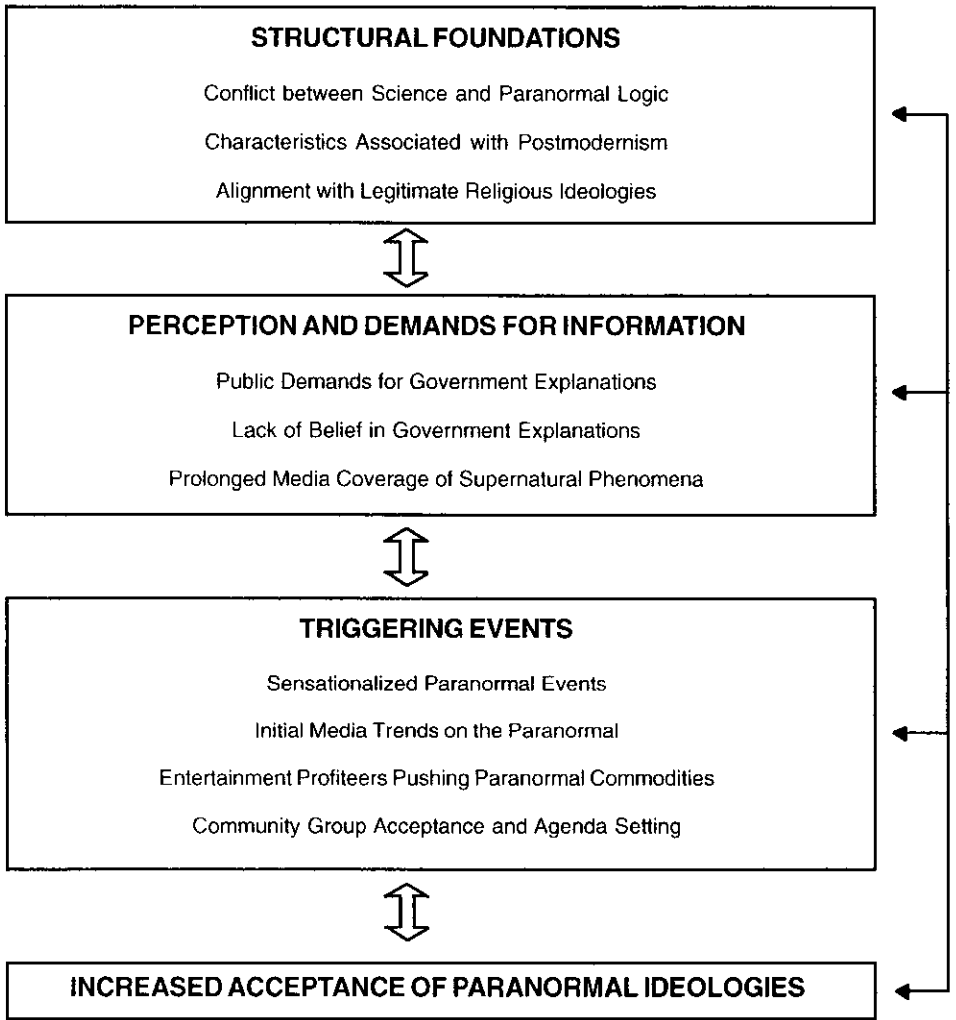 STRUCTURAL FOUNDATIONS
Conflict between Science and Paranormal Logic
Characteristics Associated with Postmodernism
Alignment with Legitimate Religious Ideologies
PERCEPTION AND DEMANDS FOR INFORMATION
Public Demands for Government Explanations
Lack of Belief in Government Explanations
Prolonged Media Coverage of Supernatural Phenomena
TRIGGERING EVENTS
Sensationalized Paranormal Events
Initial Media Trends on the Paranormal
Entertainment Profiteers Pushing Paranormal Commodities
Community Group Acceptance and Agenda Setting
INCREASED ACCEPTANCE OF PARANORMAL IDEOLOGIES